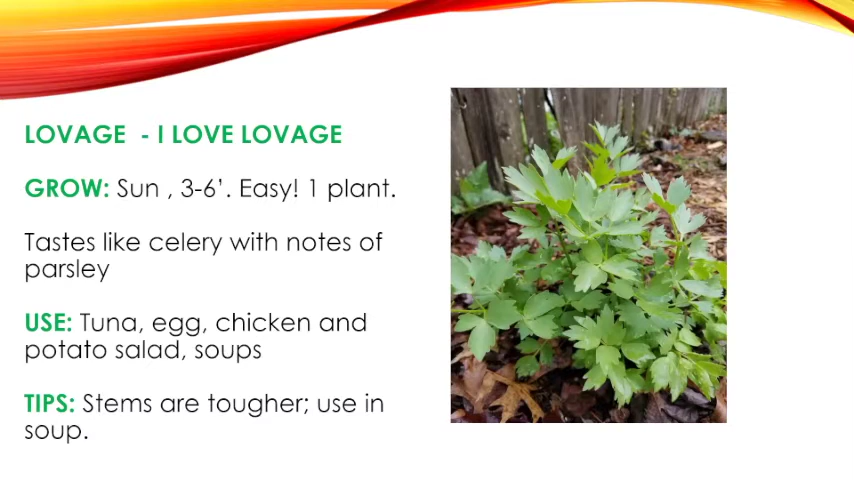 LOVAGE - I LOVE LOVAGE
GROW: Sun , 3-6’. Easy! 1 plant.
Tastes like celery with notes of
parsley
USE: Tuna, egg, chicken and
potato salad, soups
TIPS: Stems are tougher; use in
soup.